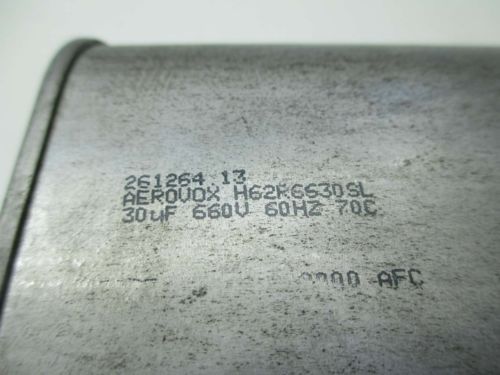 261264 13
AEROVOX H62R6630SL
30uF 660V 60HZ 70C
AFC